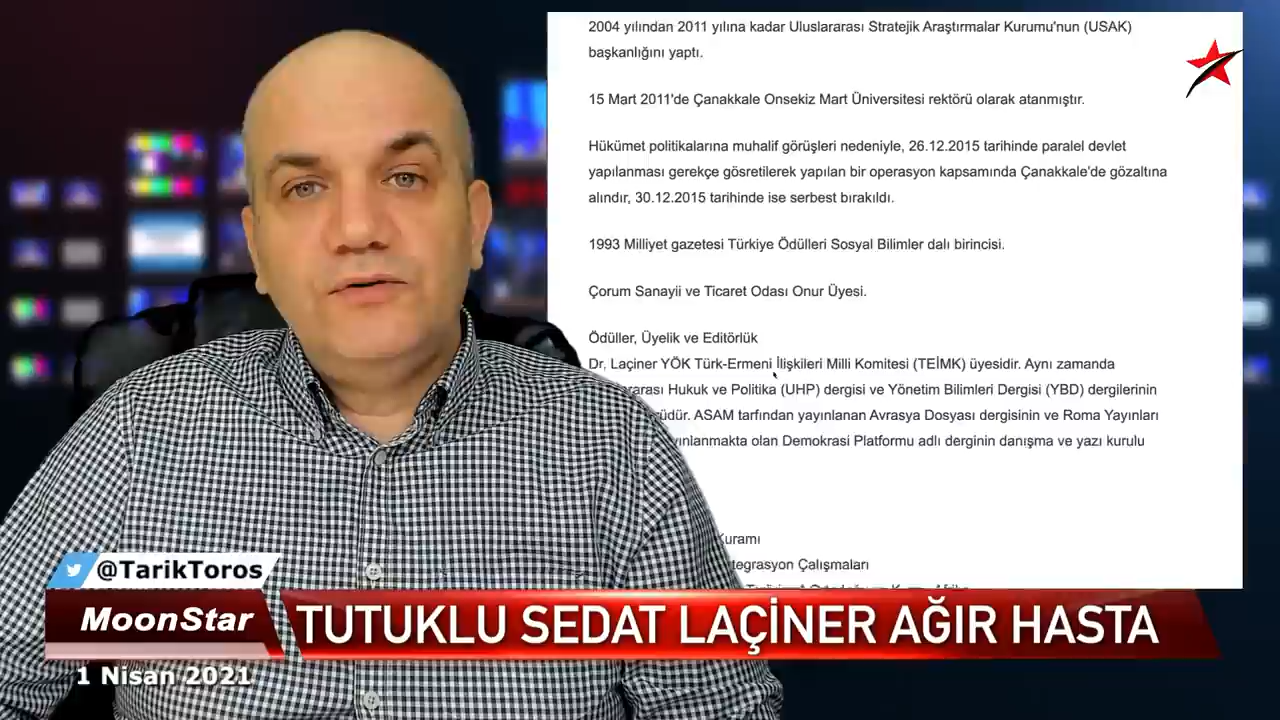 2004 yılından 2011 yılına kadar Uluslararası Stratejik Araştırmalar Kurumu'nun (USAK)
başkanlığını yaptı.
15 Mart 2011'de Çanakkale Onsekiz Mart Üniversitesi rektörü olarak atanmıştır.
Hükümet politikalarına muhalif görüşleri nedeniyle, 26.12.2015 tarihinde paralel devlet
yapılanması gerekçe gösretilerek yapılan bir operasyon kapsamında Çanakkale'de gözaltına
alındır, 30.12.2015 tarihinde ise serbest bırakıldı.
1993 Milliyet gazetesi Türkiye Ödülleri Sosyal Bilimler dalı birincisi.
Çorum Sanayii ve Ticaret Odası Onur Üyesi.
Ödüller, Üyelik ve Editörlük
Dr, Laçiner YÖK Türk-Ermeni İlişkileri Milli Komitesi (TEİMK) üyesidir. Aynı zamanda
ararası Hukuk ve Politika (UHP) dergisi ve Yönetim Bilimleri Dergisi (YBD) dergilerinin
üdür. ASAM tarfından yayınlanan Avrasya Dosyası dergisinin ve Roma Yayınları
yınlanmakta olan Demokrasi Platformu adlı derginin danışma ve yazı kurulu
Kuramı
tegrasyon Çalışmaları
@TarikToros
MoonStar
TUTUKLU SEDAT LAÇİNER AĞIR HASTA
1 Nisan 2021